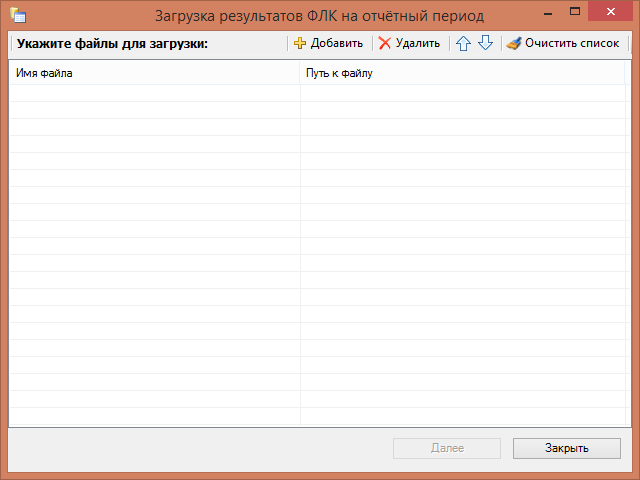 Загрузка результатов ФЛК на отчётный период
Укажите файлы для загрузки: Добавить Удалить Очистить список
Имя файла Путь к файлу
Далее Закрыть